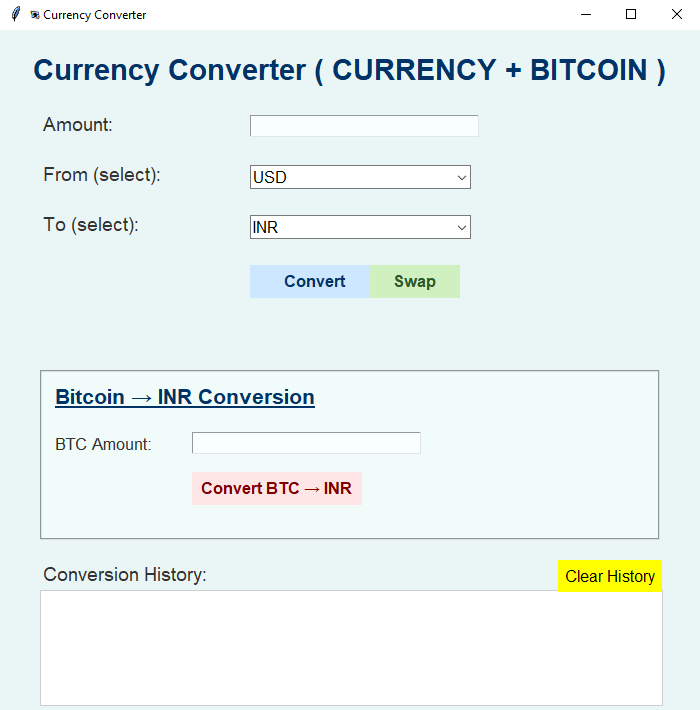 Currency Converter
Currency Converter ( CURRENCY + BITCOIN )
Amount:
From (select):
USD
To (select):
INR
Convert
Swap
Bitcoin → INR Conversion
BTC Amount:
Convert BTC → INR
Conversion History:
Clear History